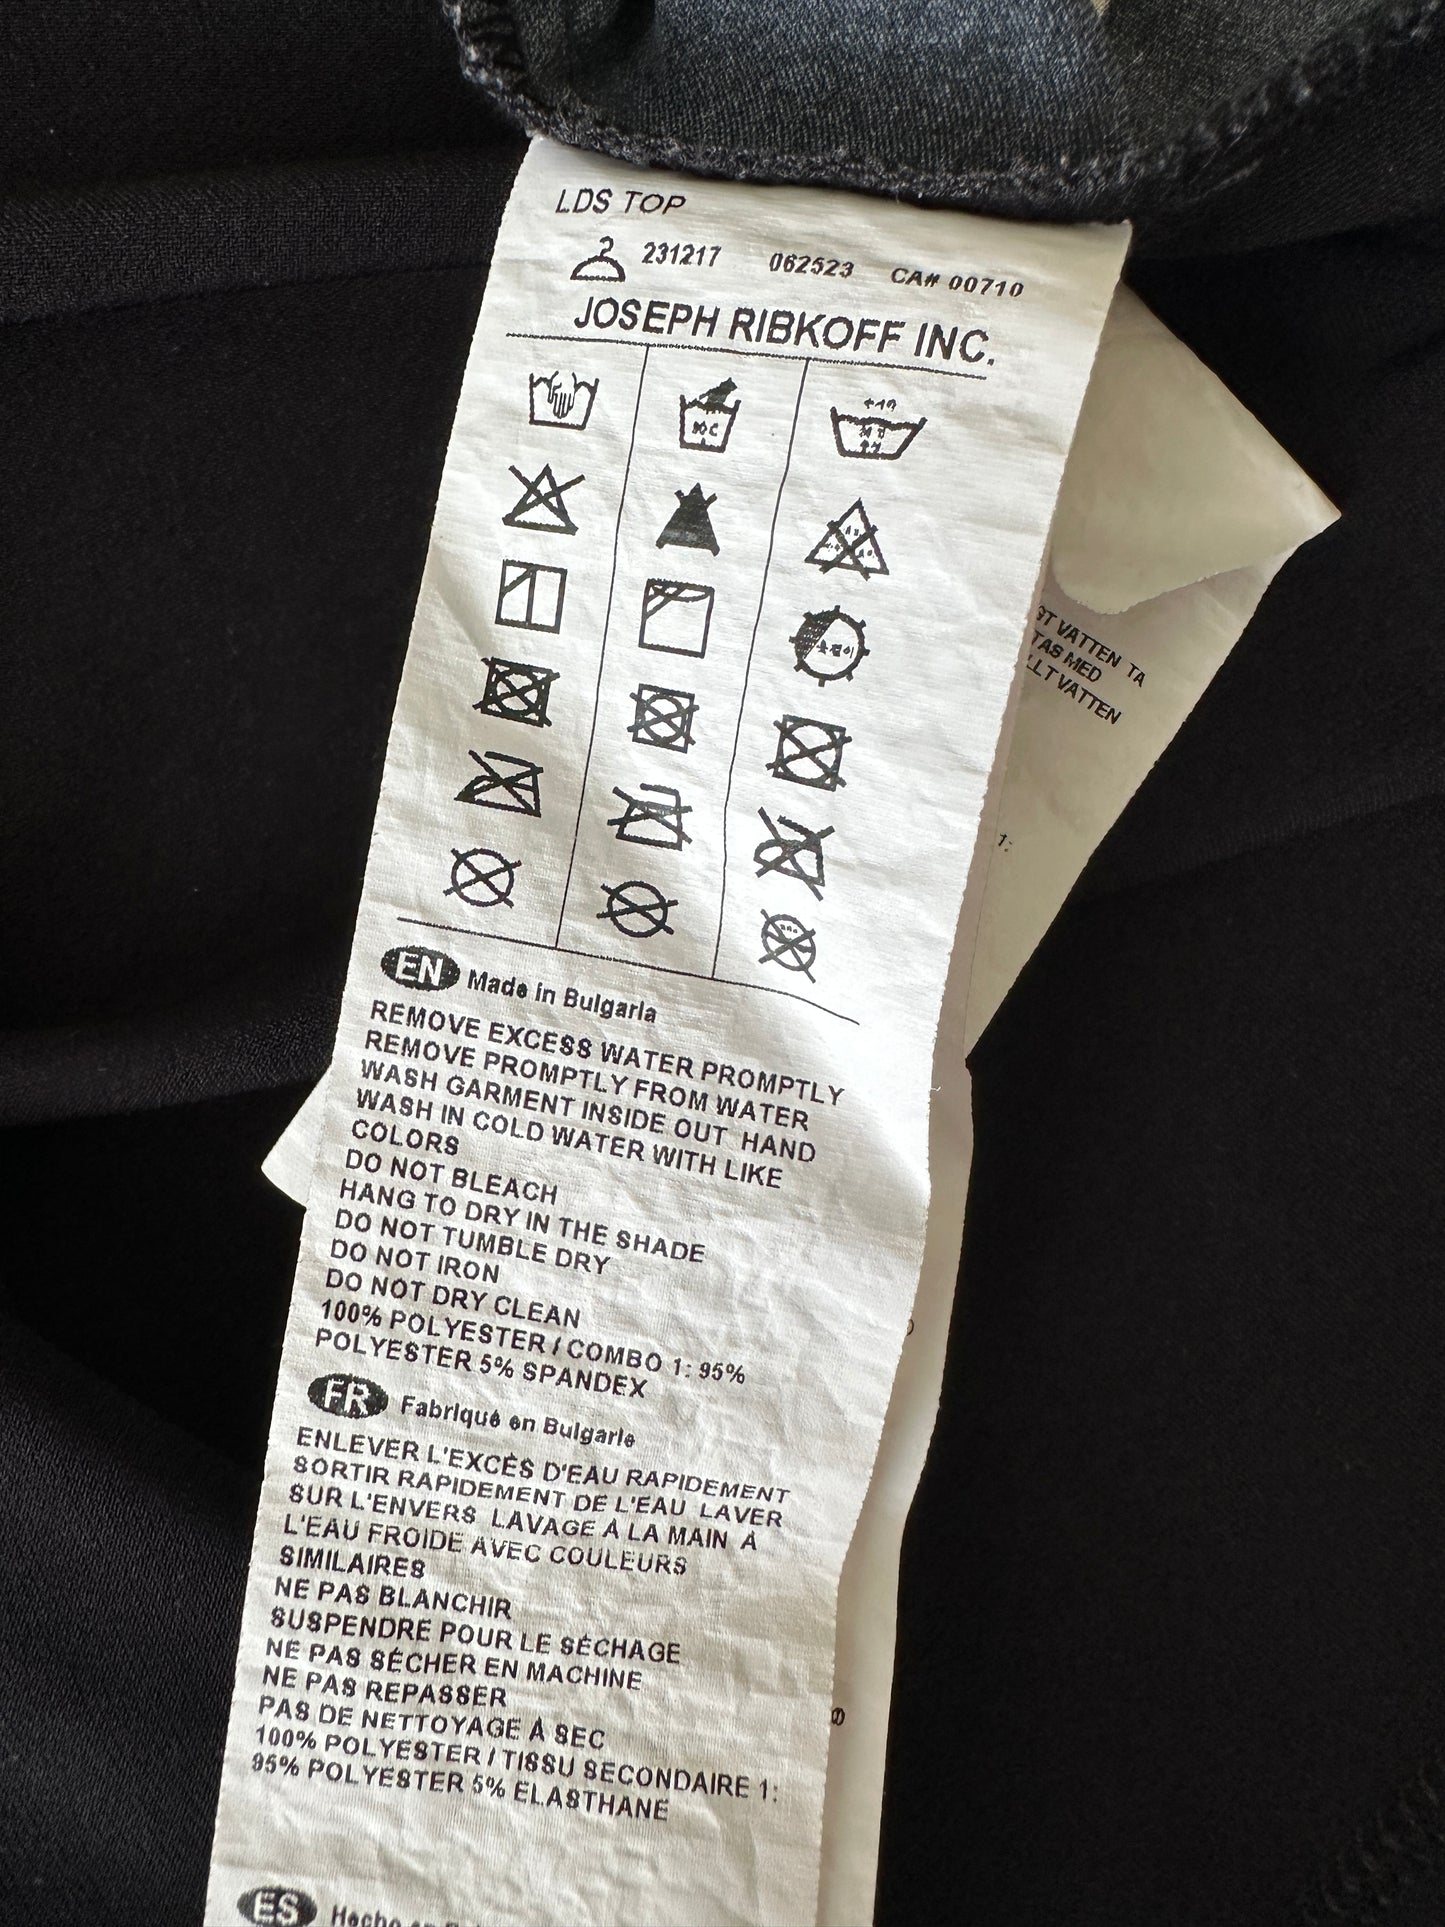 LDS TOP
231217 062523 CA# 00710
JOSEPH RIBKOFF INC.
EN Made in Bulgaria
REMOVE EXCESS WATER PROMPTLY
REMOVE PROMPTLY FROM WATER
WASH GARMENT INSIDE OUT HAND
WASH IN COLD WATER WITH LIKE
COLORS
DO NOT BLEACH
HANG TO DRY IN THE SHADE
DO NOT TUMBLE DRY
DO NOT IRON
DO NOT DRY CLEAN
100% POLYESTER / COMBO 1: 95%
POLYESTER 5% SPANDEX
FR Fabriqué en Bulgarie
ENLEVER L'EXCÈS D'EAU RAPIDEMENT
SORTIR RAPIDEMENT DE L'EAU LAVER
SUR L'ENVERS LAVAGE À LA MAIN À
L'EAU FROIDE AVEC COULEURS
SIMILAIRES
NE PAS BLANCHIR
SUSPENDRE POUR LE SÉCHAGE
NE PAS SÉCHER EN MACHINE
NE PAS REPASSER
PAS DE NETTOYAGE À SEC
100% POLYESTER / TISSU SECONDAIRE 1:
95% POLYESTER 5% ELASTHANE
ES Hecho en
VATTEN TA
TAS MED
VATTEN
1: